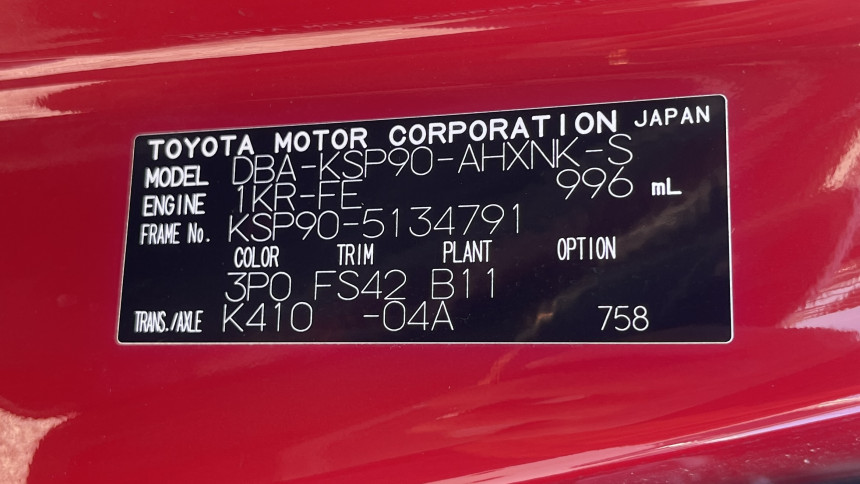 TOYOTA MOTOR CORPORATION JAPAN
MODEL DBA-KSP90-AHXNK-S
ENGINE 1KR-FE 996 mL
FRAME No. KSP90-5134791
COLOR TRIM PLANT OPTION
3P0 FS42 B11
TRANS./AXLE K410 -04A 758